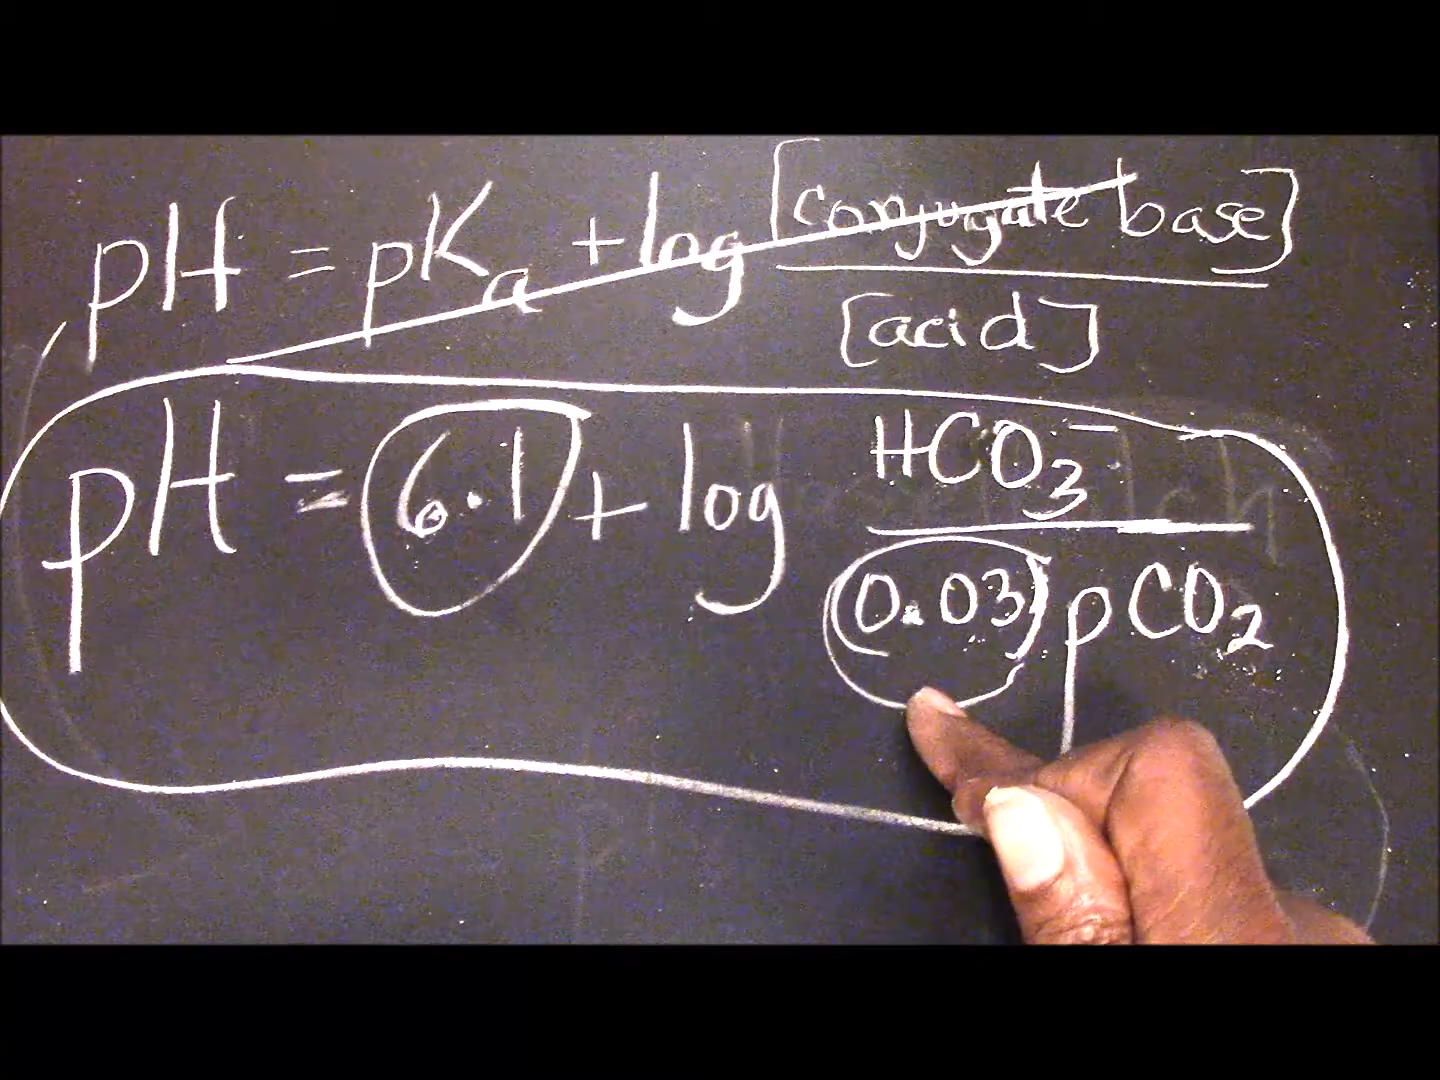 pH = pKa + log [conjugate base]
[acid]
pH = 6.1 + log HCO3-
(0.03) pCO2